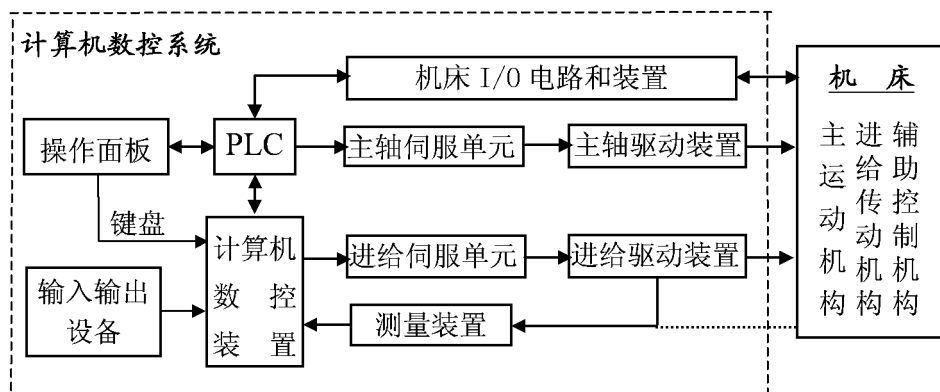 计算机数控系统
机床 I/O 电路和装置
操作面板
PLC
主轴伺服单元
主轴驱动装置
键盘
计算机
数控
装置
进给伺服单元
进给驱动装置
输入输出
设备
测量装置
机床
主运动机构
进给传动机构
辅助控制机构